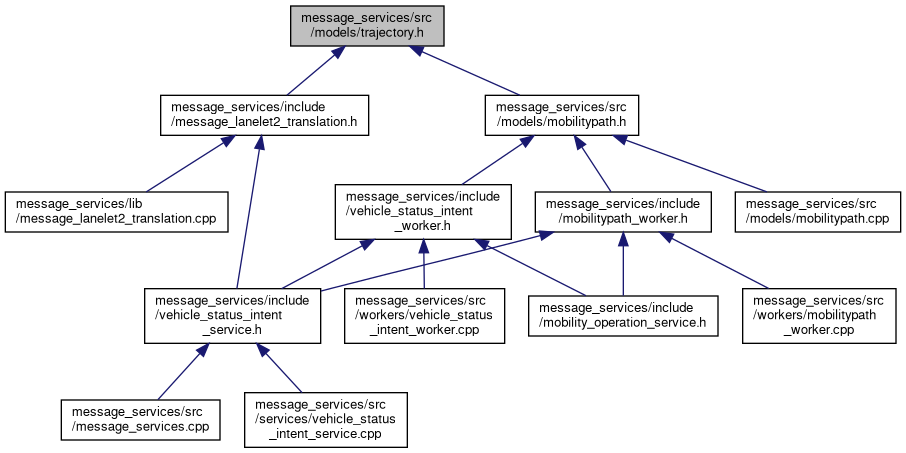 message_services/src
/models/trajectory.h
message_services/include
/message_lanelet2_translation.h
message_services/src
/models/mobilitypath.h
message_services/lib
/message_lanelet2_translation.cpp
message_services/include
/vehicle_status_intent
_worker.h
message_services/include
/mobilitypath_worker.h
message_services/src
/models/mobilitypath.cpp
message_services/include
/vehicle_status_intent
_service.h
message_services/src
/workers/vehicle_status
_intent_worker.cpp
message_services/include
/mobility_operation_service.h
message_services/src
/workers/mobilitypath
_worker.cpp
message_services/src
/message_services.cpp
message_services/src
/services/vehicle_status
_intent_service.cpp